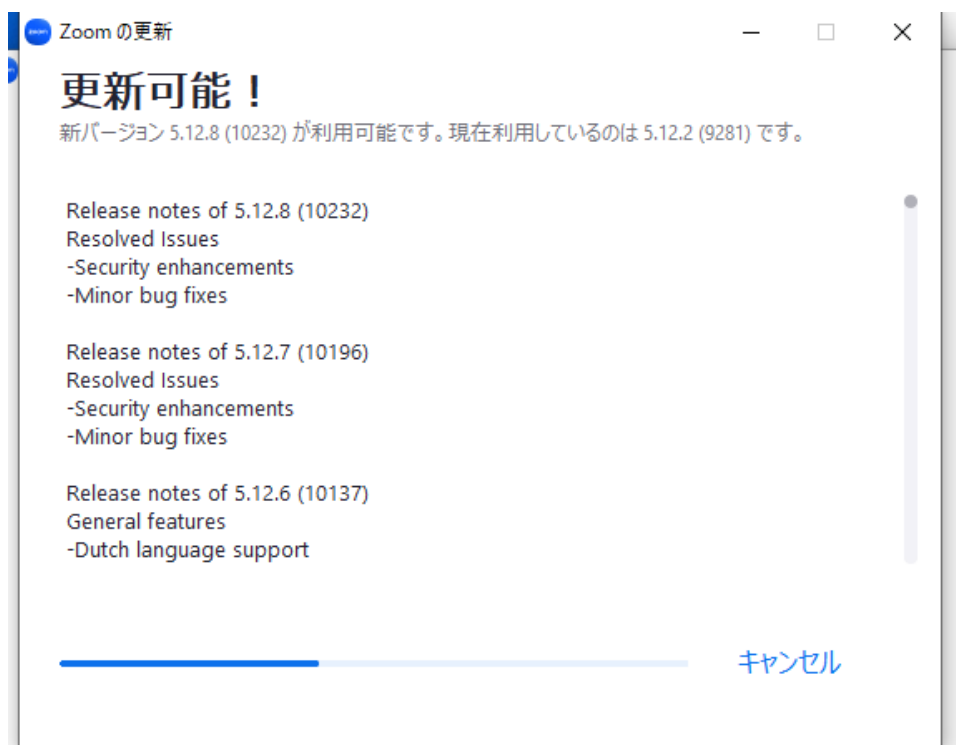 zoom Zoom の更新
更新可能！
新バージョン 5.12.8 (10232) が利用可能です。現在利用しているのは 5.12.2 (9281) です。
Release notes of 5.12.8 (10232)
Resolved Issues
-Security enhancements
-Minor bug fixes
Release notes of 5.12.7 (10196)
Resolved Issues
-Security enhancements
-Minor bug fixes
Release notes of 5.12.6 (10137)
General features
-Dutch language support
キャンセル